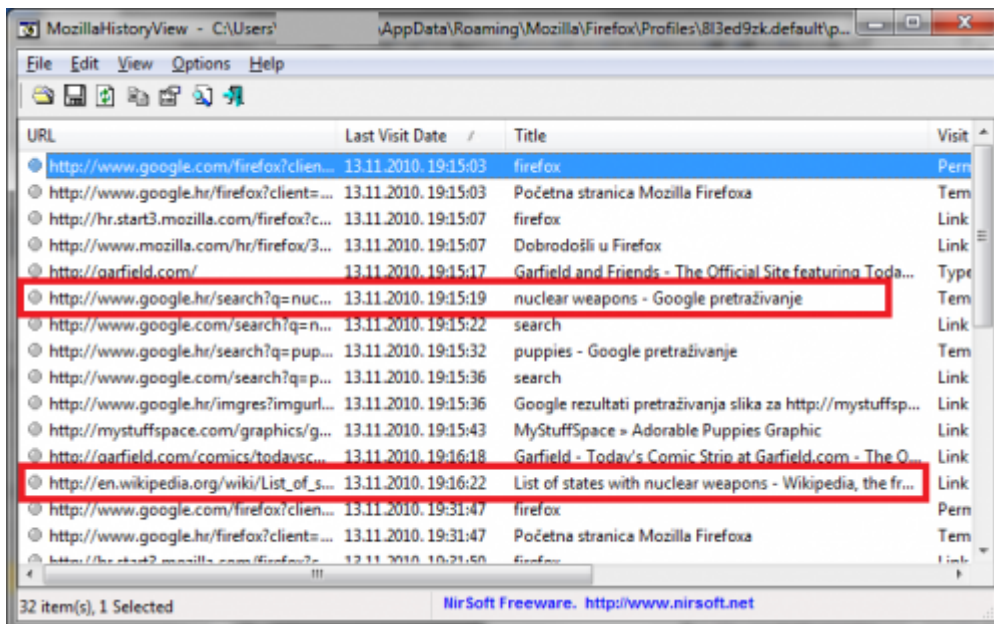 MozillaHistoryView - C:\Users\ \AppData\Roaming\Mozilla\Firefox\Profiles\8l3ed9zk.default\p...
File Edit View Options Help
URL Last Visit Date / Title Visit
http://www.google.com/firefox?clien... 13.11.2010. 19:15:03 firefox Perm
http://www.google.hr/firefox?client=... 13.11.2010. 19:15:03 Početna stranica Mozilla Firefoxa Tem
http://hr.start3.mozilla.com/firefox?c... 13.11.2010. 19:15:07 firefox Link
http://www.mozilla.com/hr/firefox/3... 13.11.2010. 19:15:07 Dobrodošli u Firefox Link
http://garfield.com/ 13.11.2010. 19:15:17 Garfield and Friends - The Official Site featuring Toda... Type
http://www.google.hr/search?q=nuc... 13.11.2010. 19:15:19 nuclear weapons - Google pretraživanje Tem
http://www.google.com/search?q=n... 13.11.2010. 19:15:22 search Link
http://www.google.hr/search?q=pup... 13.11.2010. 19:15:32 puppies - Google pretraživanje Tem
http://www.google.com/search?q=p... 13.11.2010. 19:15:36 search Link
http://www.google.hr/imgres?imgurl... 13.11.2010. 19:15:36 Google rezultati pretraživanja slika za http://mystuffsp... Link
http://mystuffspace.com/graphics/g... 13.11.2010. 19:15:43 MyStuffSpace » Adorable Puppies Graphic Link
http://garfield.com/comics/todaysc... 13.11.2010. 19:16:18 Garfield - Today's Comic Strip at Garfield.com - The O... Link
http://en.wikipedia.org/wiki/List_of_s... 13.11.2010. 19:16:22 List of states with nuclear weapons - Wikipedia, the fr... Link
http://www.google.com/firefox?clien... 13.11.2010. 19:31:47 firefox Perm
http://www.google.hr/firefox?client=... 13.11.2010. 19:31:47 Početna stranica Mozilla Firefoxa Tem
http://hr.start3.mozilla.com/firefox?c... 13.11.2010. 19:31:50 firefox Link
32 item(s), 1 Selected NirSoft Freeware. http://www.nirsoft.net